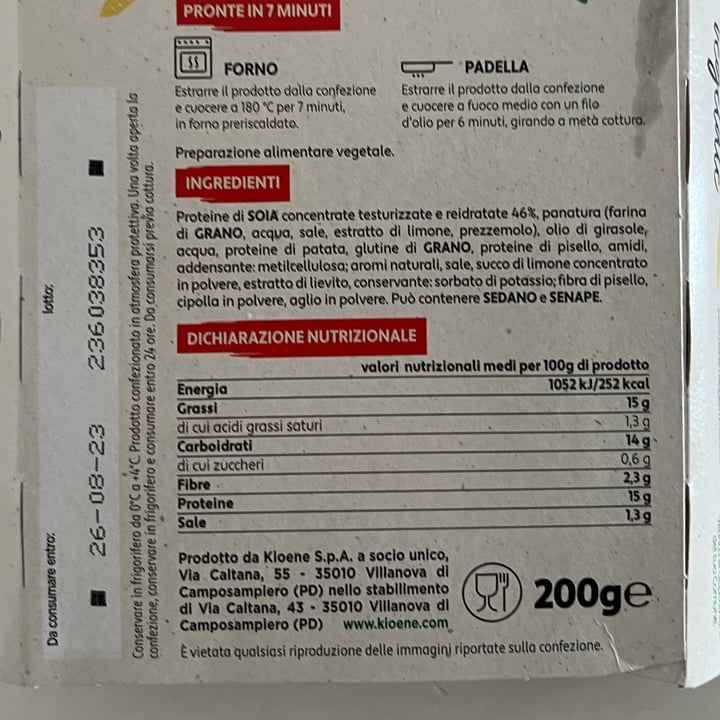 PRONTE IN 7 MINUTI
FORNO
Estrarre il prodotto dalla confezione
e cuocere a 180 °C per 7 minuti,
in forno preriscaldato.
PADELLA
Estrarre il prodotto dalla confezione
e cuocere a fuoco medio con un filo
d'olio per 6 minuti, girando a metà cottura.
Preparazione alimentare vegetale.
INGREDIENTI
Proteine di SOIA concentrate testurizzate e reidratate 46%, panatura (farina
di GRANO, acqua, sale, estratto di limone, prezzemolo), olio di girasole,
acqua, proteine di patata, glutine di GRANO, proteine di pisello, amidi,
addensante: metilcellulosa; aromi naturali, sale, succo di limone concentrato
in polvere, estratto di lievito, conservante: sorbato di potassio; fibra di pisello,
cipolla in polvere, aglio in polvere. Può contenere SEDANO e SENAPE.
DICHIARAZIONE NUTRIZIONALE
valori nutrizionali medi per 100g di prodotto
Energia 1052 kJ/252 kcal
Grassi 15 g
di cui acidi grassi saturi 1,3 g
Carboidrati 14 g
di cui zuccheri 0,6 g
Fibre 2,3 g
Proteine 15 g
Sale 1,3 g
Prodotto da Kioene S.p.A. a socio unico,
Via Caltana, 55 - 35010 Villanova di
Camposampiero (PD) nello stabilimento
di Via Caltana, 43 - 35010 Villanova di
Camposampiero (PD) www.kioene.com
200g e
È vietata qualsiasi riproduzione delle immagini riportate sulla confezione.
Da consumare entro: lotto:
26-08-23 236038353
Conservare in frigorifero da 0°C a +4°C. Prodotto confezionato in atmosfera protettiva. Una volta aperta la
confezione, conservare in frigorifero e consumare entro 24 ore. Da consumarsi previa cottura.